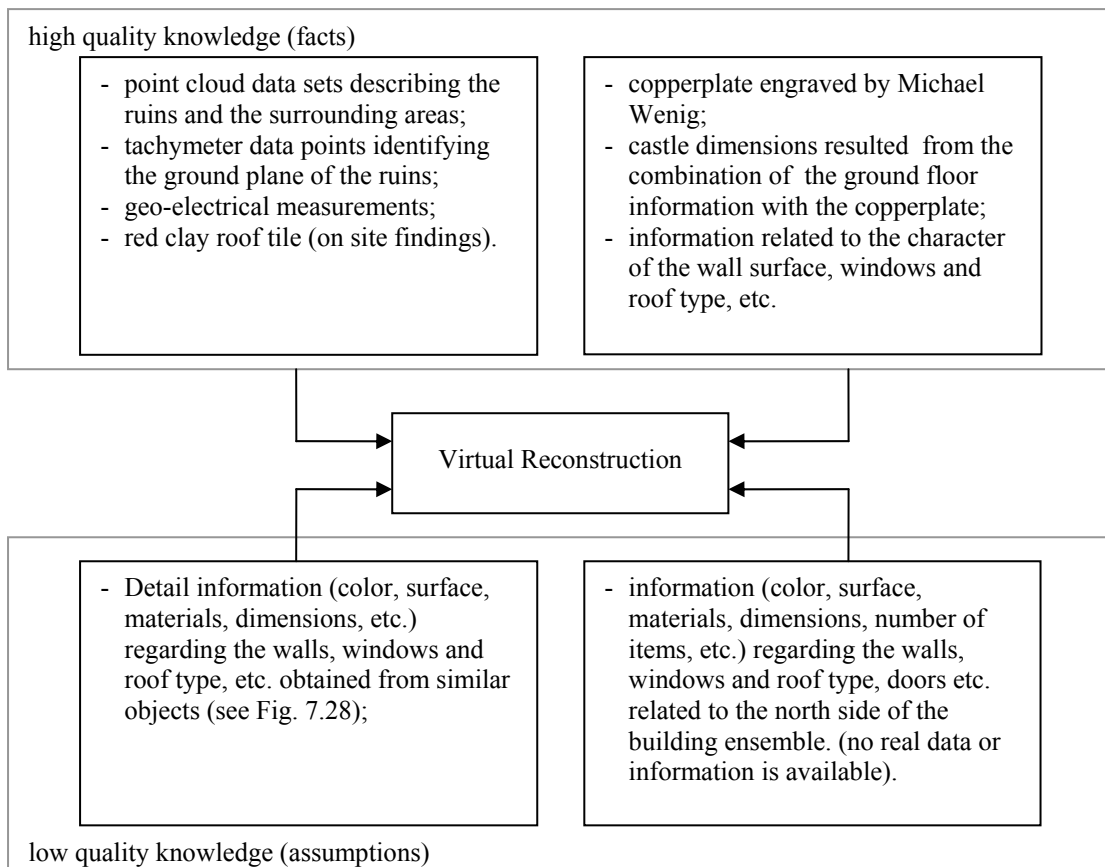 high quality knowledge (facts)
- point cloud data sets describing the
ruins and the surrounding areas;
- tachymeter data points identifying
the ground plane of the ruins;
- geo-electrical measurements;
- red clay roof tile (on site findings).
- copperplate engraved by Michael
Wenig;
- castle dimensions resulted from the
combination of the ground floor
information with the copperplate;
- information related to the character
of the wall surface, windows and
roof type, etc.
Virtual Reconstruction
- Detail information (color, surface,
materials, dimensions, etc.)
regarding the walls, windows and
roof type, etc. obtained from similar
objects (see Fig. 7.28);
- information (color, surface,
materials, dimensions, number of
items, etc.) regarding the walls,
windows and roof type, doors etc.
related to the north side of the
building ensemble. (no real data or
information is available).
low quality knowledge (assumptions)